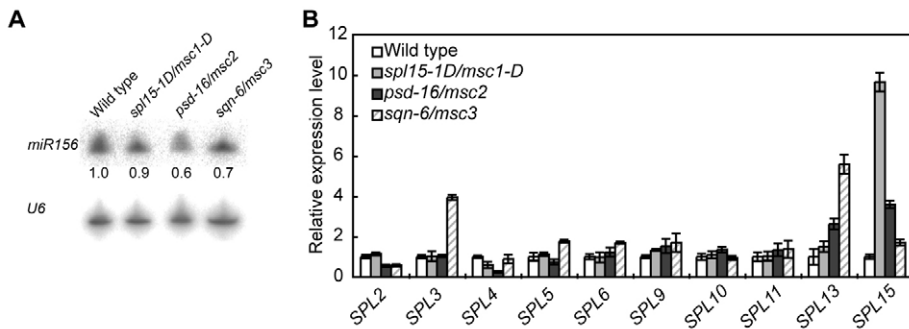 A
Wild type
spl15-1D/msc1-D
psd-16/msc2
sqn-6/msc3
miR156
1.0 0.9 0.6 0.7
U6
B
Relative expression level
12
10
8
6
4
2
0
Wild type
spl15-1D/msc1-D
psd-16/msc2
sqn-6/msc3
SPL2 SPL3 SPL4 SPL5 SPL6 SPL9 SPL10 SPL11 SPL13 SPL15